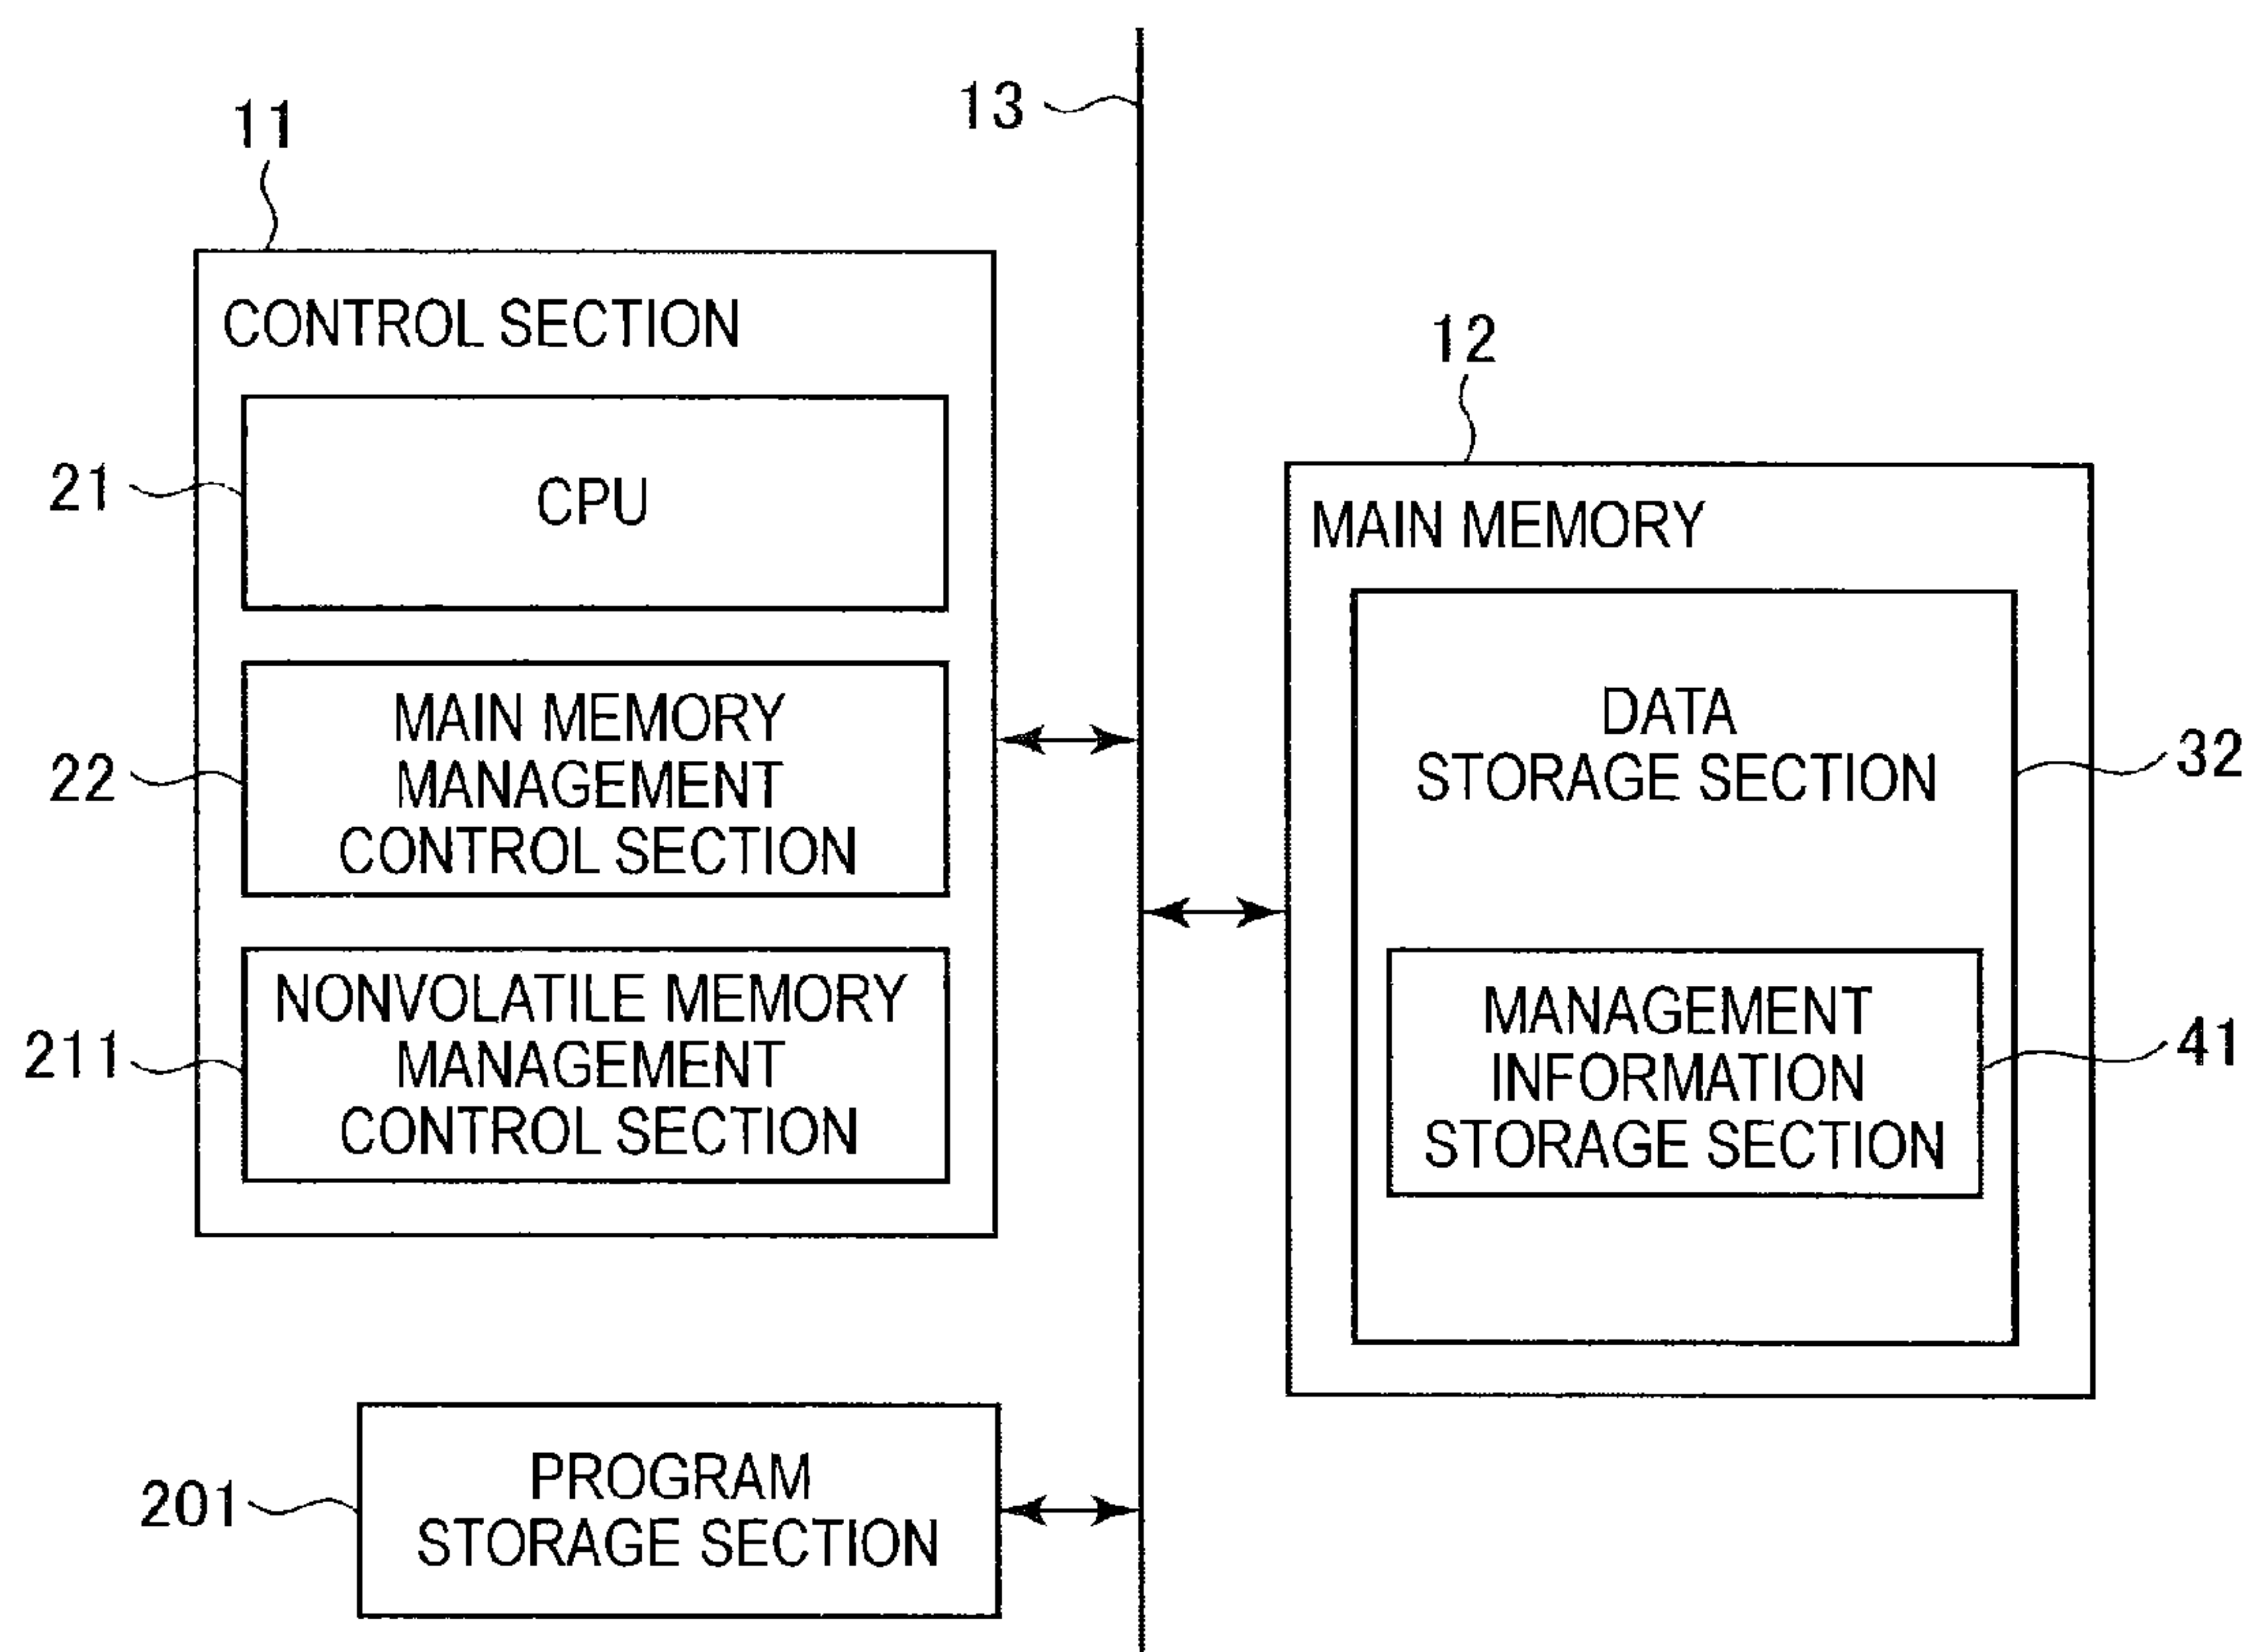 13
11
CONTROL SECTION
21
CPU
22
MAIN MEMORY
MANAGEMENT
CONTROL SECTION
211
NONVOLATILE MEMORY
MANAGEMENT
CONTROL SECTION
201
PROGRAM
STORAGE SECTION
12
MAIN MEMORY
DATA
STORAGE SECTION
32
MANAGEMENT
INFORMATION
STORAGE SECTION
41